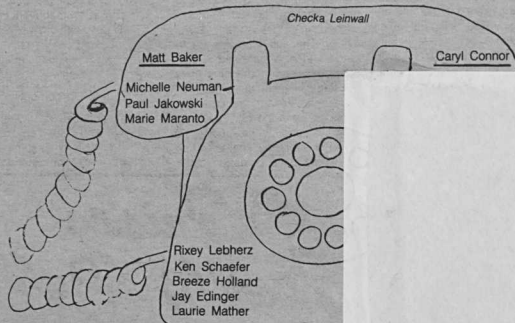 Checka Leinwall
Matt Baker
Caryl Connor
Michelle Neuman
Paul Jakowski
Marie Maranto
Rixey Lebherz
Ken Schaefer
Breeze Holland
Jay Edinger
Laurie Mather